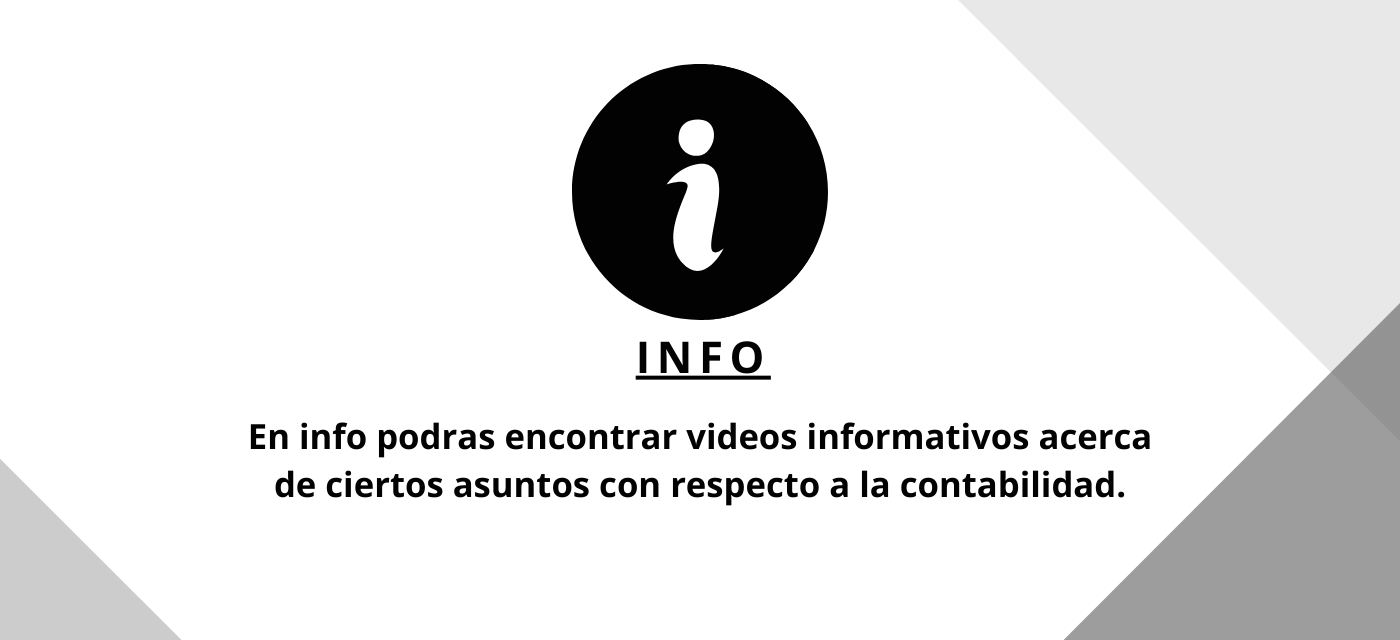 i
INFO
En info podras encontrar videos informativos acerca
de ciertos asuntos con respecto a la contabilidad.